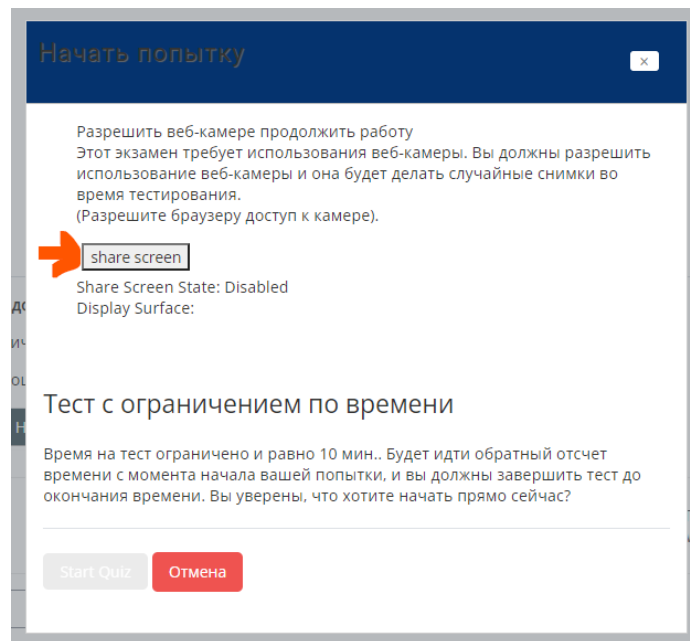 Начать попытку
×
Разрешить веб-камере продолжить работу
Этот экзамен требует использования веб-камеры. Вы должны разрешить
использование веб-камеры и она будет делать случайные снимки во
время тестирования.
(Разрешите браузеру доступ к камере).
share screen
Share Screen State: Disabled
Display Surface:
Тест с ограничением по времени
Время на тест ограничено и равно 10 мин.. Будет идти обратный отсчет
времени с момента начала вашей попытки, и вы должны завершить тест до
окончания времени. Вы уверены, что хотите начать прямо сейчас?
Start Quiz
Отмена